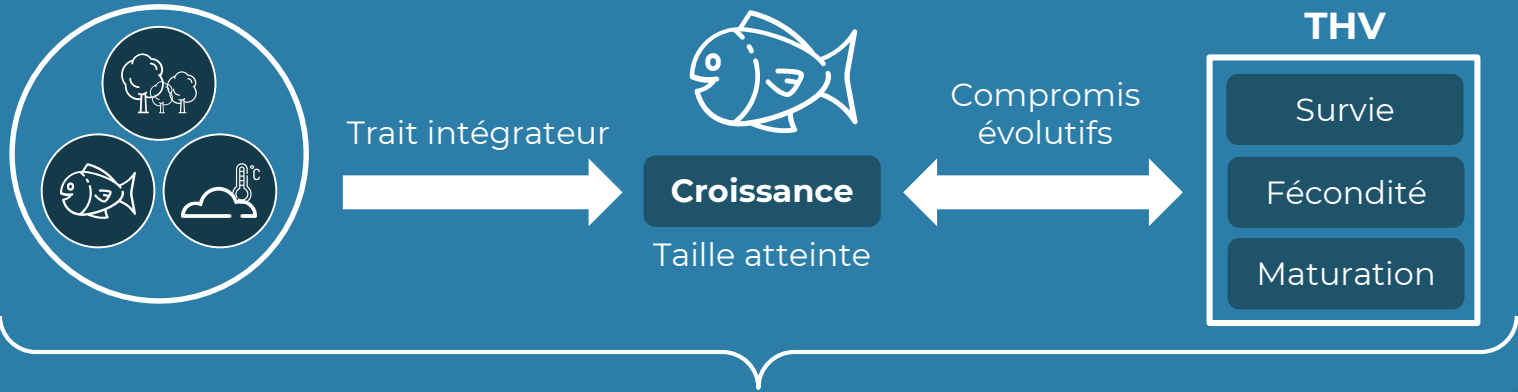 THV
Trait intégrateur
Compromis
évolutifs
Croissance
Taille atteinte
Survie
Fécondité
Maturation
°C